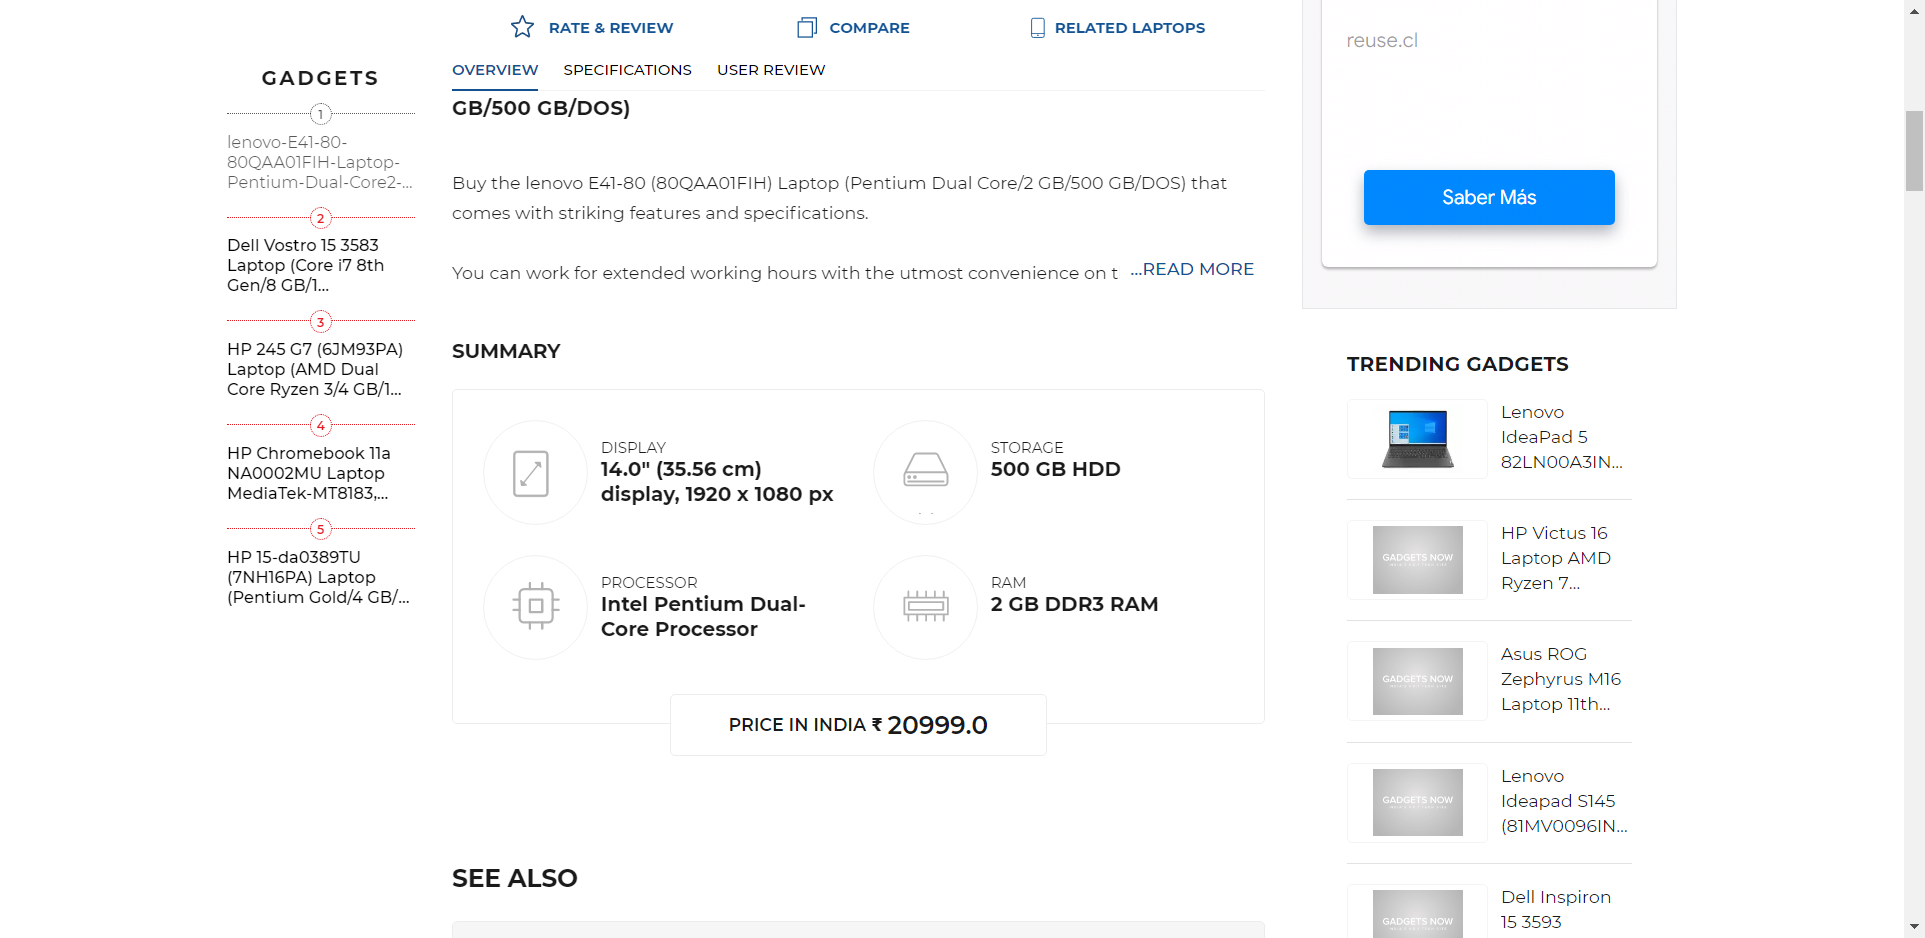 RATE & REVIEW
COMPARE
RELATED LAPTOPS
OVERVIEW
SPECIFICATIONS
USER REVIEW
GADGETS
1
lenovo-E41-80-
80QAA01FIH-Laptop-
Pentium-Dual-Core2-...
2
Dell Vostro 15 3583
Laptop (Core i7 8th
Gen/8 GB/1...
3
HP 245 G7 (6JM93PA)
Laptop (AMD Dual
Core Ryzen 3/4 GB/1...
4
HP Chromebook 11a
NA0002MU Laptop
MediaTek-MT8183,...
5
HP 15-da0389TU
(7NH16PA) Laptop
(Pentium Gold/4 GB/...
GB/500 GB/DOS)
Buy the lenovo E41-80 (80QAA01FIH) Laptop (Pentium Dual Core/2 GB/500 GB/DOS) that
comes with striking features and specifications.
You can work for extended working hours with the utmost convenience on t ...READ MORE
SUMMARY
DISPLAY
14.0" (35.56 cm)
display, 1920 x 1080 px
STORAGE
500 GB HDD
PROCESSOR
Intel Pentium Dual-
Core Processor
RAM
2 GB DDR3 RAM
PRICE IN INDIA ₹ 20999.0
SEE ALSO
reuse.cl
Saber Más
TRENDING GADGETS
Lenovo
IdeaPad 5
82LN00A3IN...
GADGETS NOW
HP Victus 16
Laptop AMD
Ryzen 7...
GADGETS NOW
Asus ROG
Zephyrus M16
Laptop 11th...
GADGETS NOW
Lenovo
Ideapad S145
(81MV0096IN...
GADGETS NOW
Dell Inspiron
15 3593